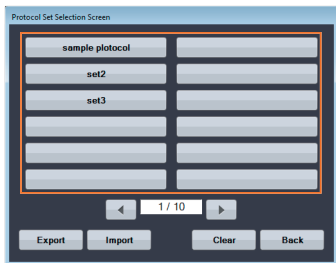 Protocol Set Selection Screen
sample plotocol
set2
set3
1 / 10
Export Import Clear Back